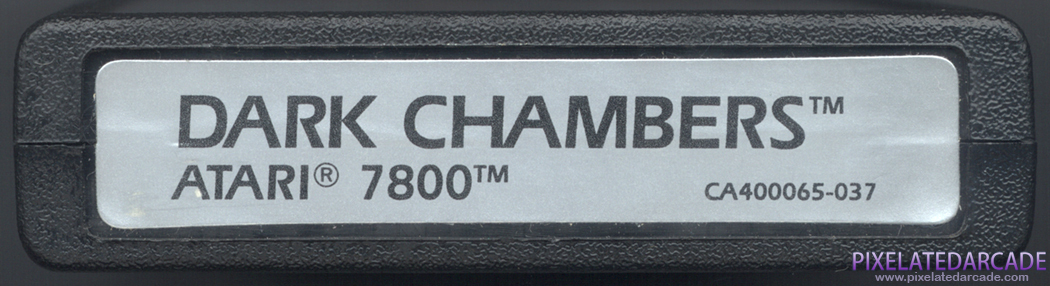 DARK CHAMBERS™
ATARI® 7800™
CA400065-037
PIXELATEDARCADE
www.pixelatedarcade.com